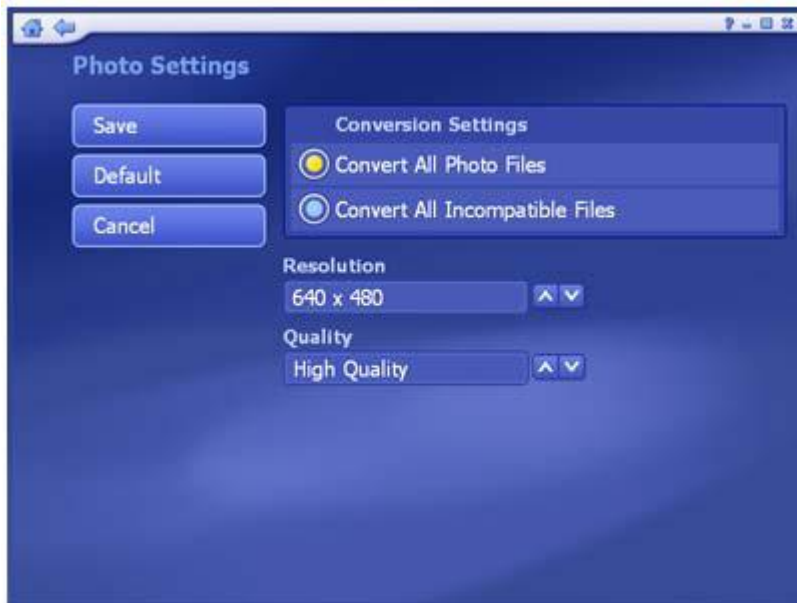 Photo Settings
Save
Default
Cancel
Conversion Settings
Convert All Photo Files
Convert All Incompatible Files
Resolution
640 x 480
Quality
High Quality